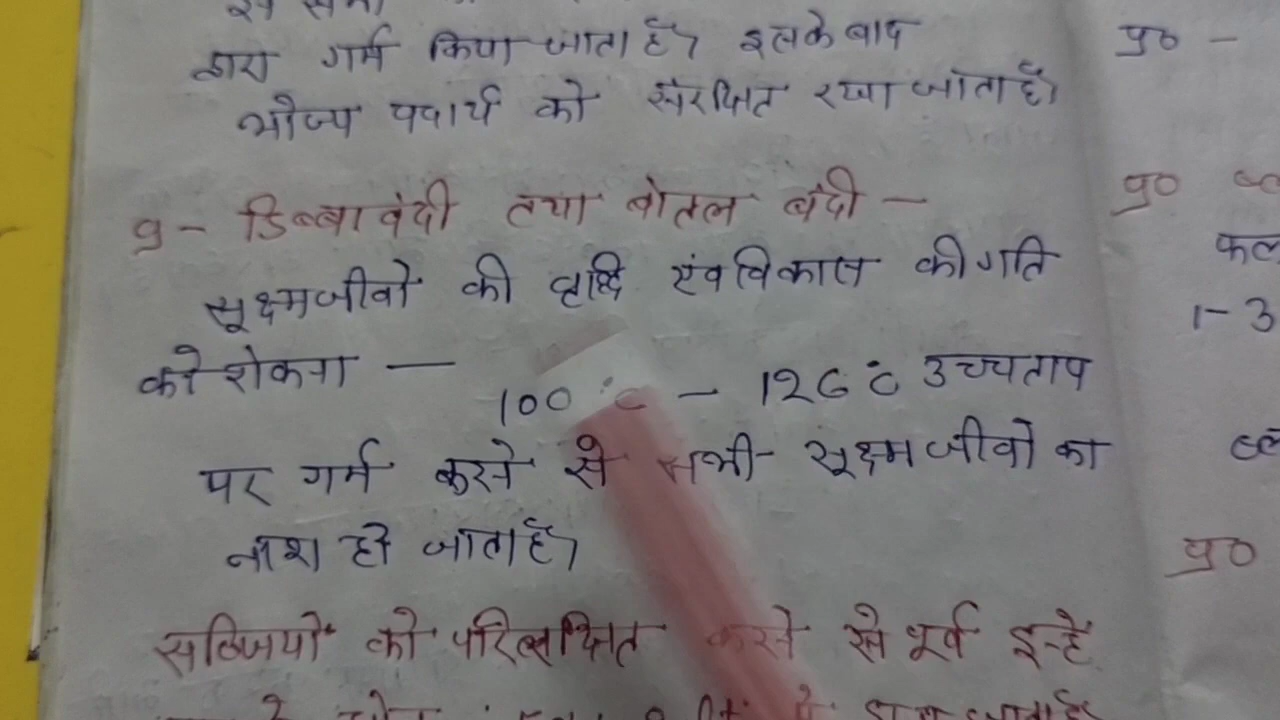 द्वारा गर्म किया जाता है। इसके बाद
भोज्य पदार्थ को संरक्षित रखा जाता है।
9- डिब्बाबंदी तथा बोतल बंदी -
सूक्ष्मजीवों की वृद्धि एंव विकास की गति
को रोकना -
100°c - 126°c उच्चताप
पर गर्म करने से सभी सूक्ष्मजीवों का
नाश हो जाता है।
सब्जियों को परिरक्षित करने से पूर्व इन्हें
प्र० -
प्र०
फल
1-3
प्र०